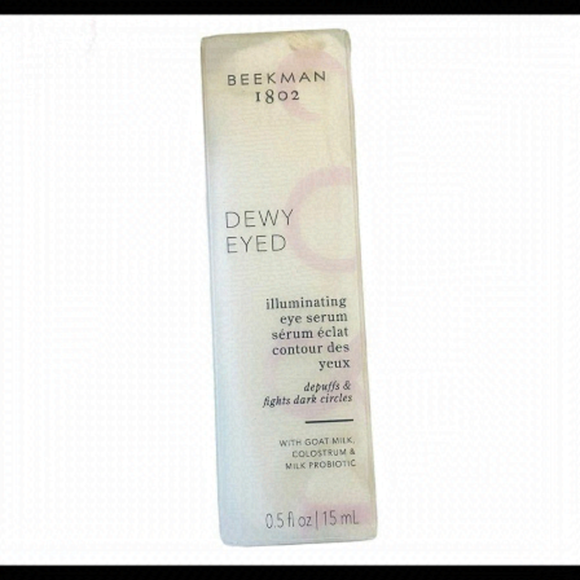 BEEKMAN
1802
DEWY
EYED
illuminating
eye serum
sérum éclat
contour des
yeux
depuffs &
fights dark circles
WITH GOAT MILK,
COLOSTRUM &
MILK PROBIOTIC
0.5 fl oz | 15 mL